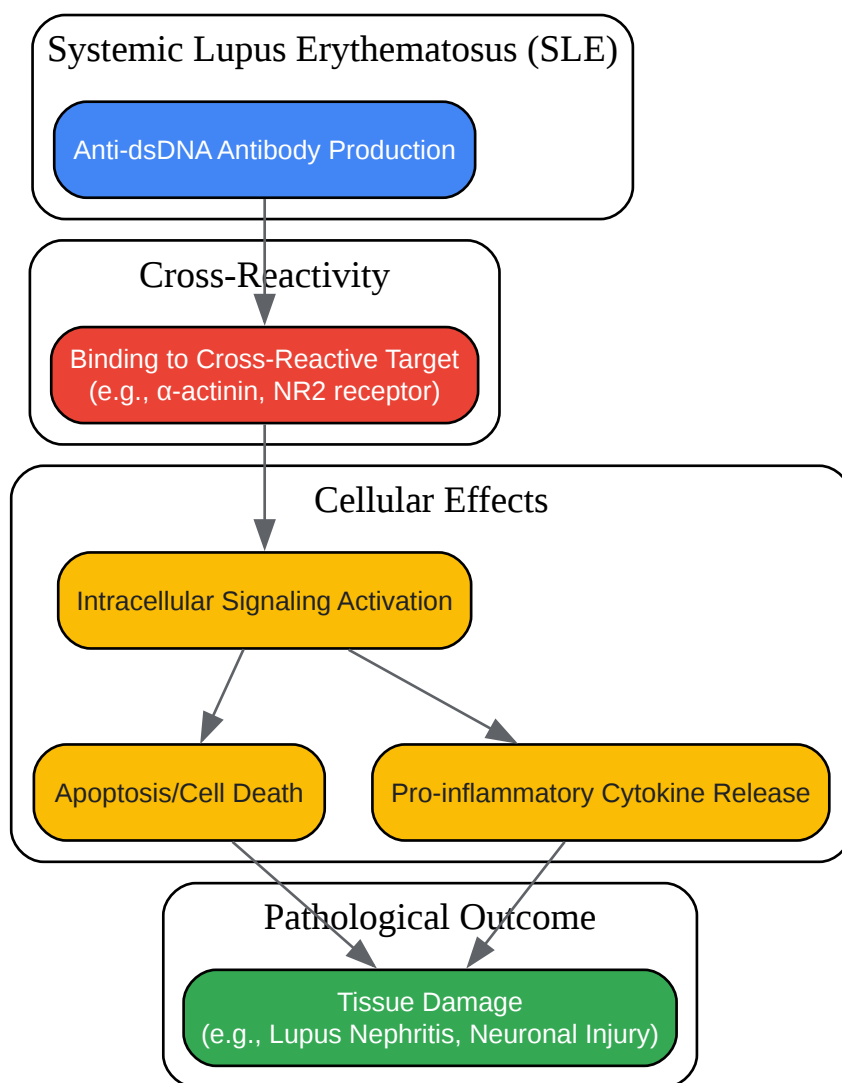 Systemic Lupus Erythematosus (SLE)
Anti-dsDNA Antibody Production
Cross-Reactivity
Binding to Cross-Reactive Target
(e.g., α-actinin, NR2 receptor)
Cellular Effects
Intracellular Signaling Activation
Apoptosis/Cell Death
Pro-inflammatory Cytokine Release
Pathological Outcome
Tissue Damage
(e.g., Lupus Nephritis, Neuronal Injury)